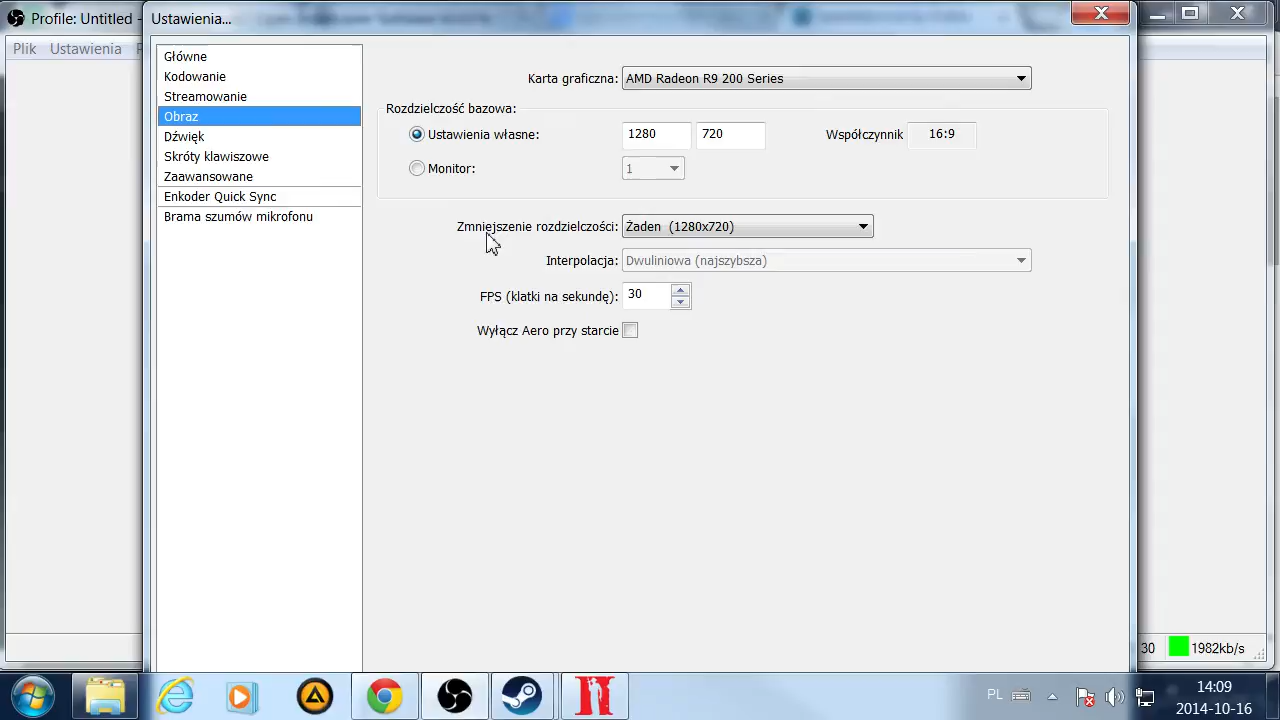 Profile: Untitled -
Ustawienia...
Plik Ustawienia
Główne
Kodowanie
Streamowanie
Obraz
Dźwięk
Skróty klawiszowe
Zaawansowane
Enkoder Quick Sync
Brama szumów mikrofonu
Karta graficzna: AMD Radeon R9 200 Series
Rozdzielczość bazowa:
Ustawienia własne: 1280 720 Współczynnik 16:9
Monitor: 1
Zmniejszenie rozdzielczości: Żaden (1280x720)
Interpolacja: Dwuliniowa (najszybsza)
FPS (klatki na sekundę): 30
Wyłącz Aero przy starcie
30 1982kb/s
PL
14:09
2014-10-16